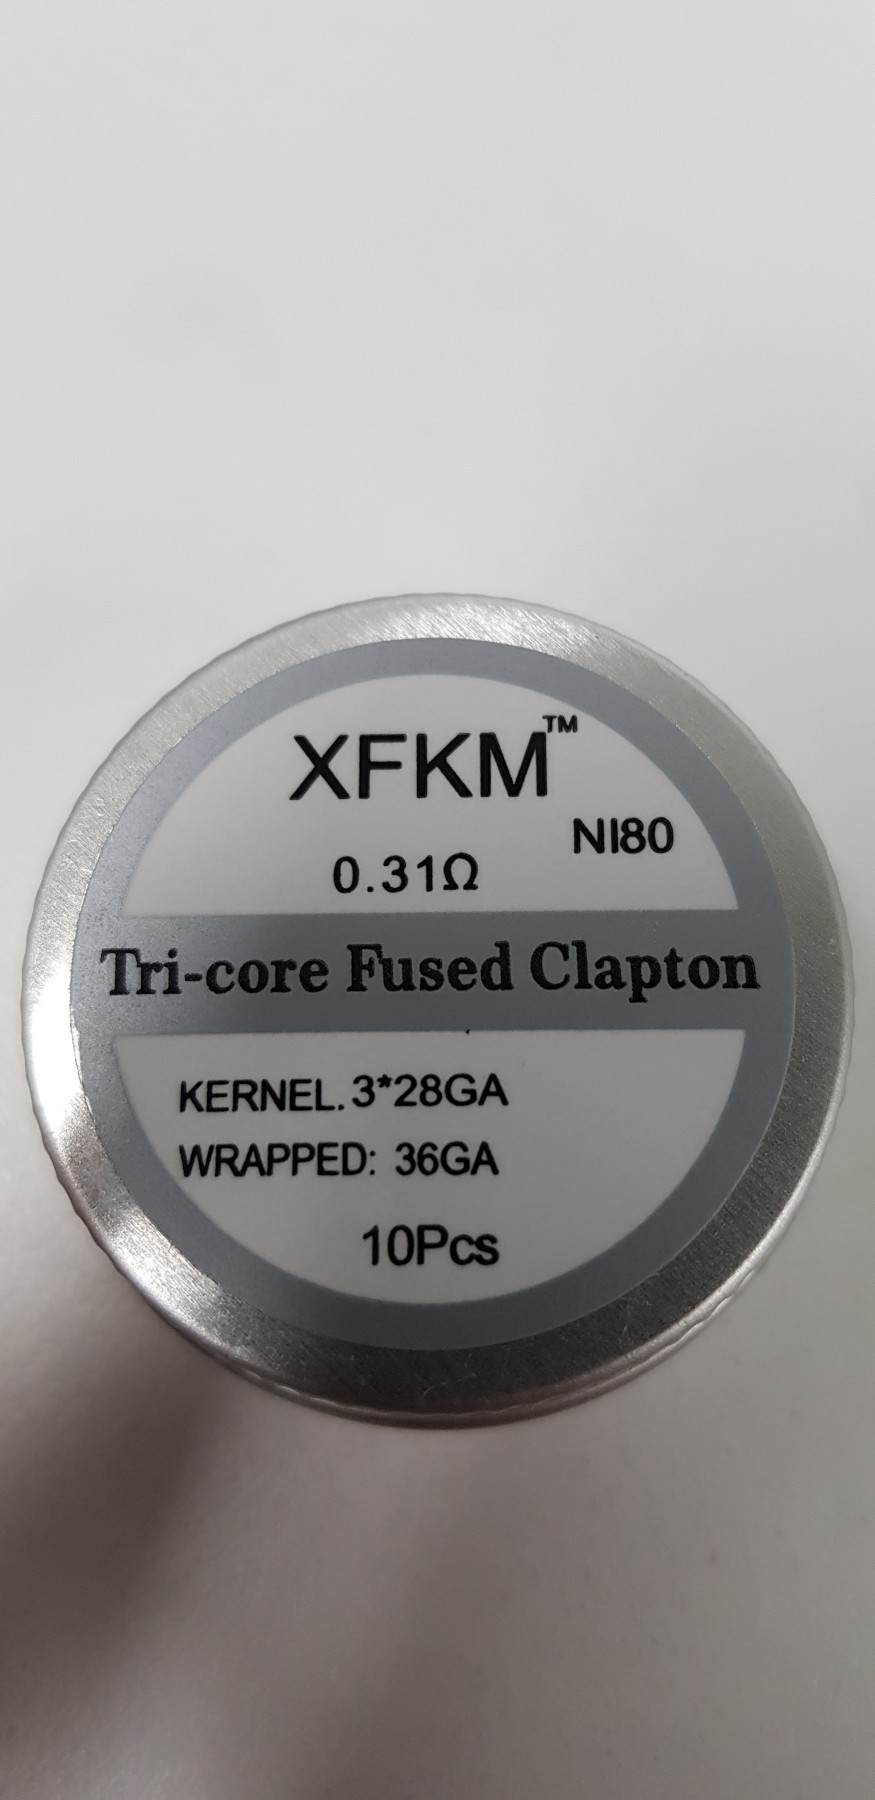 XFKM™
NI80
0.31Ω
Tri-core Fused Clapton
KERNEL. 3*28GA
WRAPPED: 36GA
10Pcs